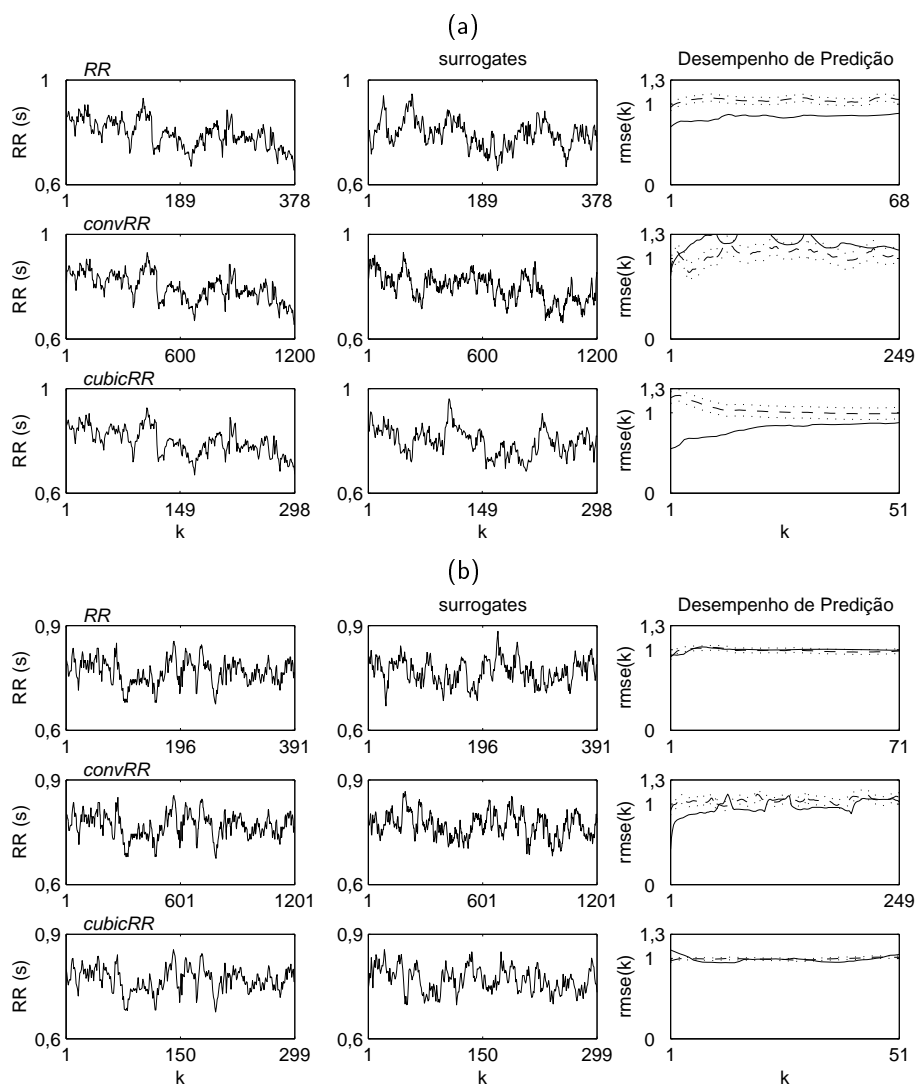 (a)
RR surrogates Desempenho de Predição
RR (s) 1 0,6 1 189 378
1 0,6 1 189 378
rmse(k) 1,3 1 0 1 68
convRR
RR (s) 1 0,6 1 600 1200
1 0,6 1 600 1200
rmse(k) 1,3 1 0 1 249
cubicRR
RR (s) 1 0,6 1 149 298
k
1 0,6 1 149 298
k
rmse(k) 1,3 1 0 1 51
k
(b)
RR surrogates Desempenho de Predição
RR (s) 0,9 0,6 1 196 391
0,9 0,6 1 196 391
rmse(k) 1,3 1 0 1 71
convRR
RR (s) 0,9 0,6 1 601 1201
0,9 0,6 1 601 1201
rmse(k) 1,3 1 0 1 249
cubicRR
RR (s) 0,9 0,6 1 150 299
k
0,9 0,6 1 150 299
k
rmse(k) 1,3 1 0 1 51
k